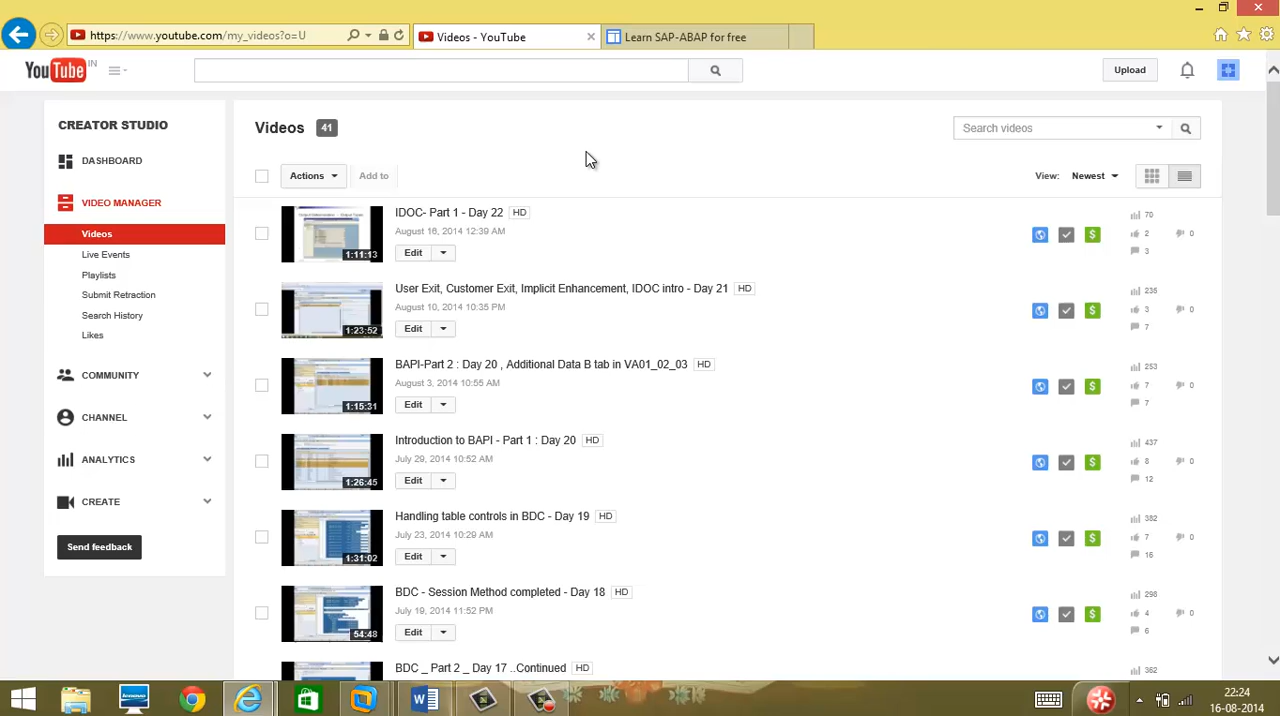 https://www.youtube.com/my_videos?o=U
Videos - YouTube
Learn SAP-ABAP for free
YouTube IN
Upload
CREATOR STUDIO
DASHBOARD
VIDEO MANAGER
Videos
Live Events
Playlists
Submit Retraction
Search History
Likes
COMMUNITY
CHANNEL
ANALYTICS
CREATE
Send feedback
Videos 41
Search videos
Actions
Add to
View: Newest
IDOC- Part 1 - Day 22 HD
August 16, 2014 12:39 AM
Edit
1:11:13
70
2 0
3
User Exit, Customer Exit, Implicit Enhancement, IDOC intro - Day 21 HD
August 10, 2014 10:35 PM
Edit
1:23:52
236
3 0
7
BAPI-Part 2 : Day 20 , Additional Data B tab in VA01_02_03 HD
August 3, 2014 10:55 AM
Edit
1:15:31
253
7 0
7
Introduction to BAPI - Part 1 : Day 20 HD
July 29, 2014 10:52 AM
Edit
1:26:45
437
8 0
12
Handling table controls in BDC - Day 19 HD
July 23, 2014 10:29 AM
Edit
1:31:02
382
7 0
16
BDC - Session Method completed - Day 18 HD
July 19, 2014 11:52 PM
Edit
54:48
296
4 0
6
BDC _ Part 2 _ Day 17 ..Continued HD
362
lenovo
22:24
16-08-2014